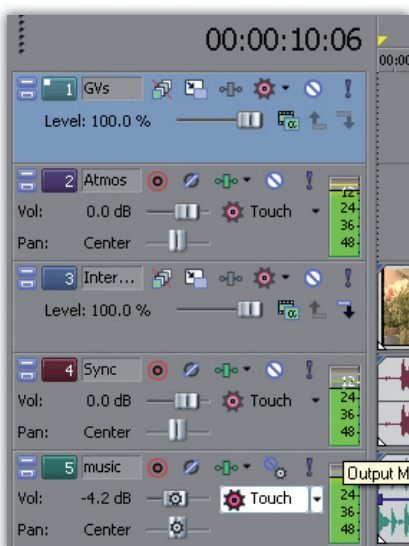 00:00:10:06
00:00
1 GVs
Level: 100.0 %
2 Atmos
Vol: 0.0 dB Touch
Pan: Center
12
24
36
48
3 Inter...
Level: 100.0 %
4 Sync
Vol: 0.0 dB Touch
Pan: Center
12
24
36
48
5 music
Output M
Vol: -4.2 dB Touch
Pan: Center
24
36
48